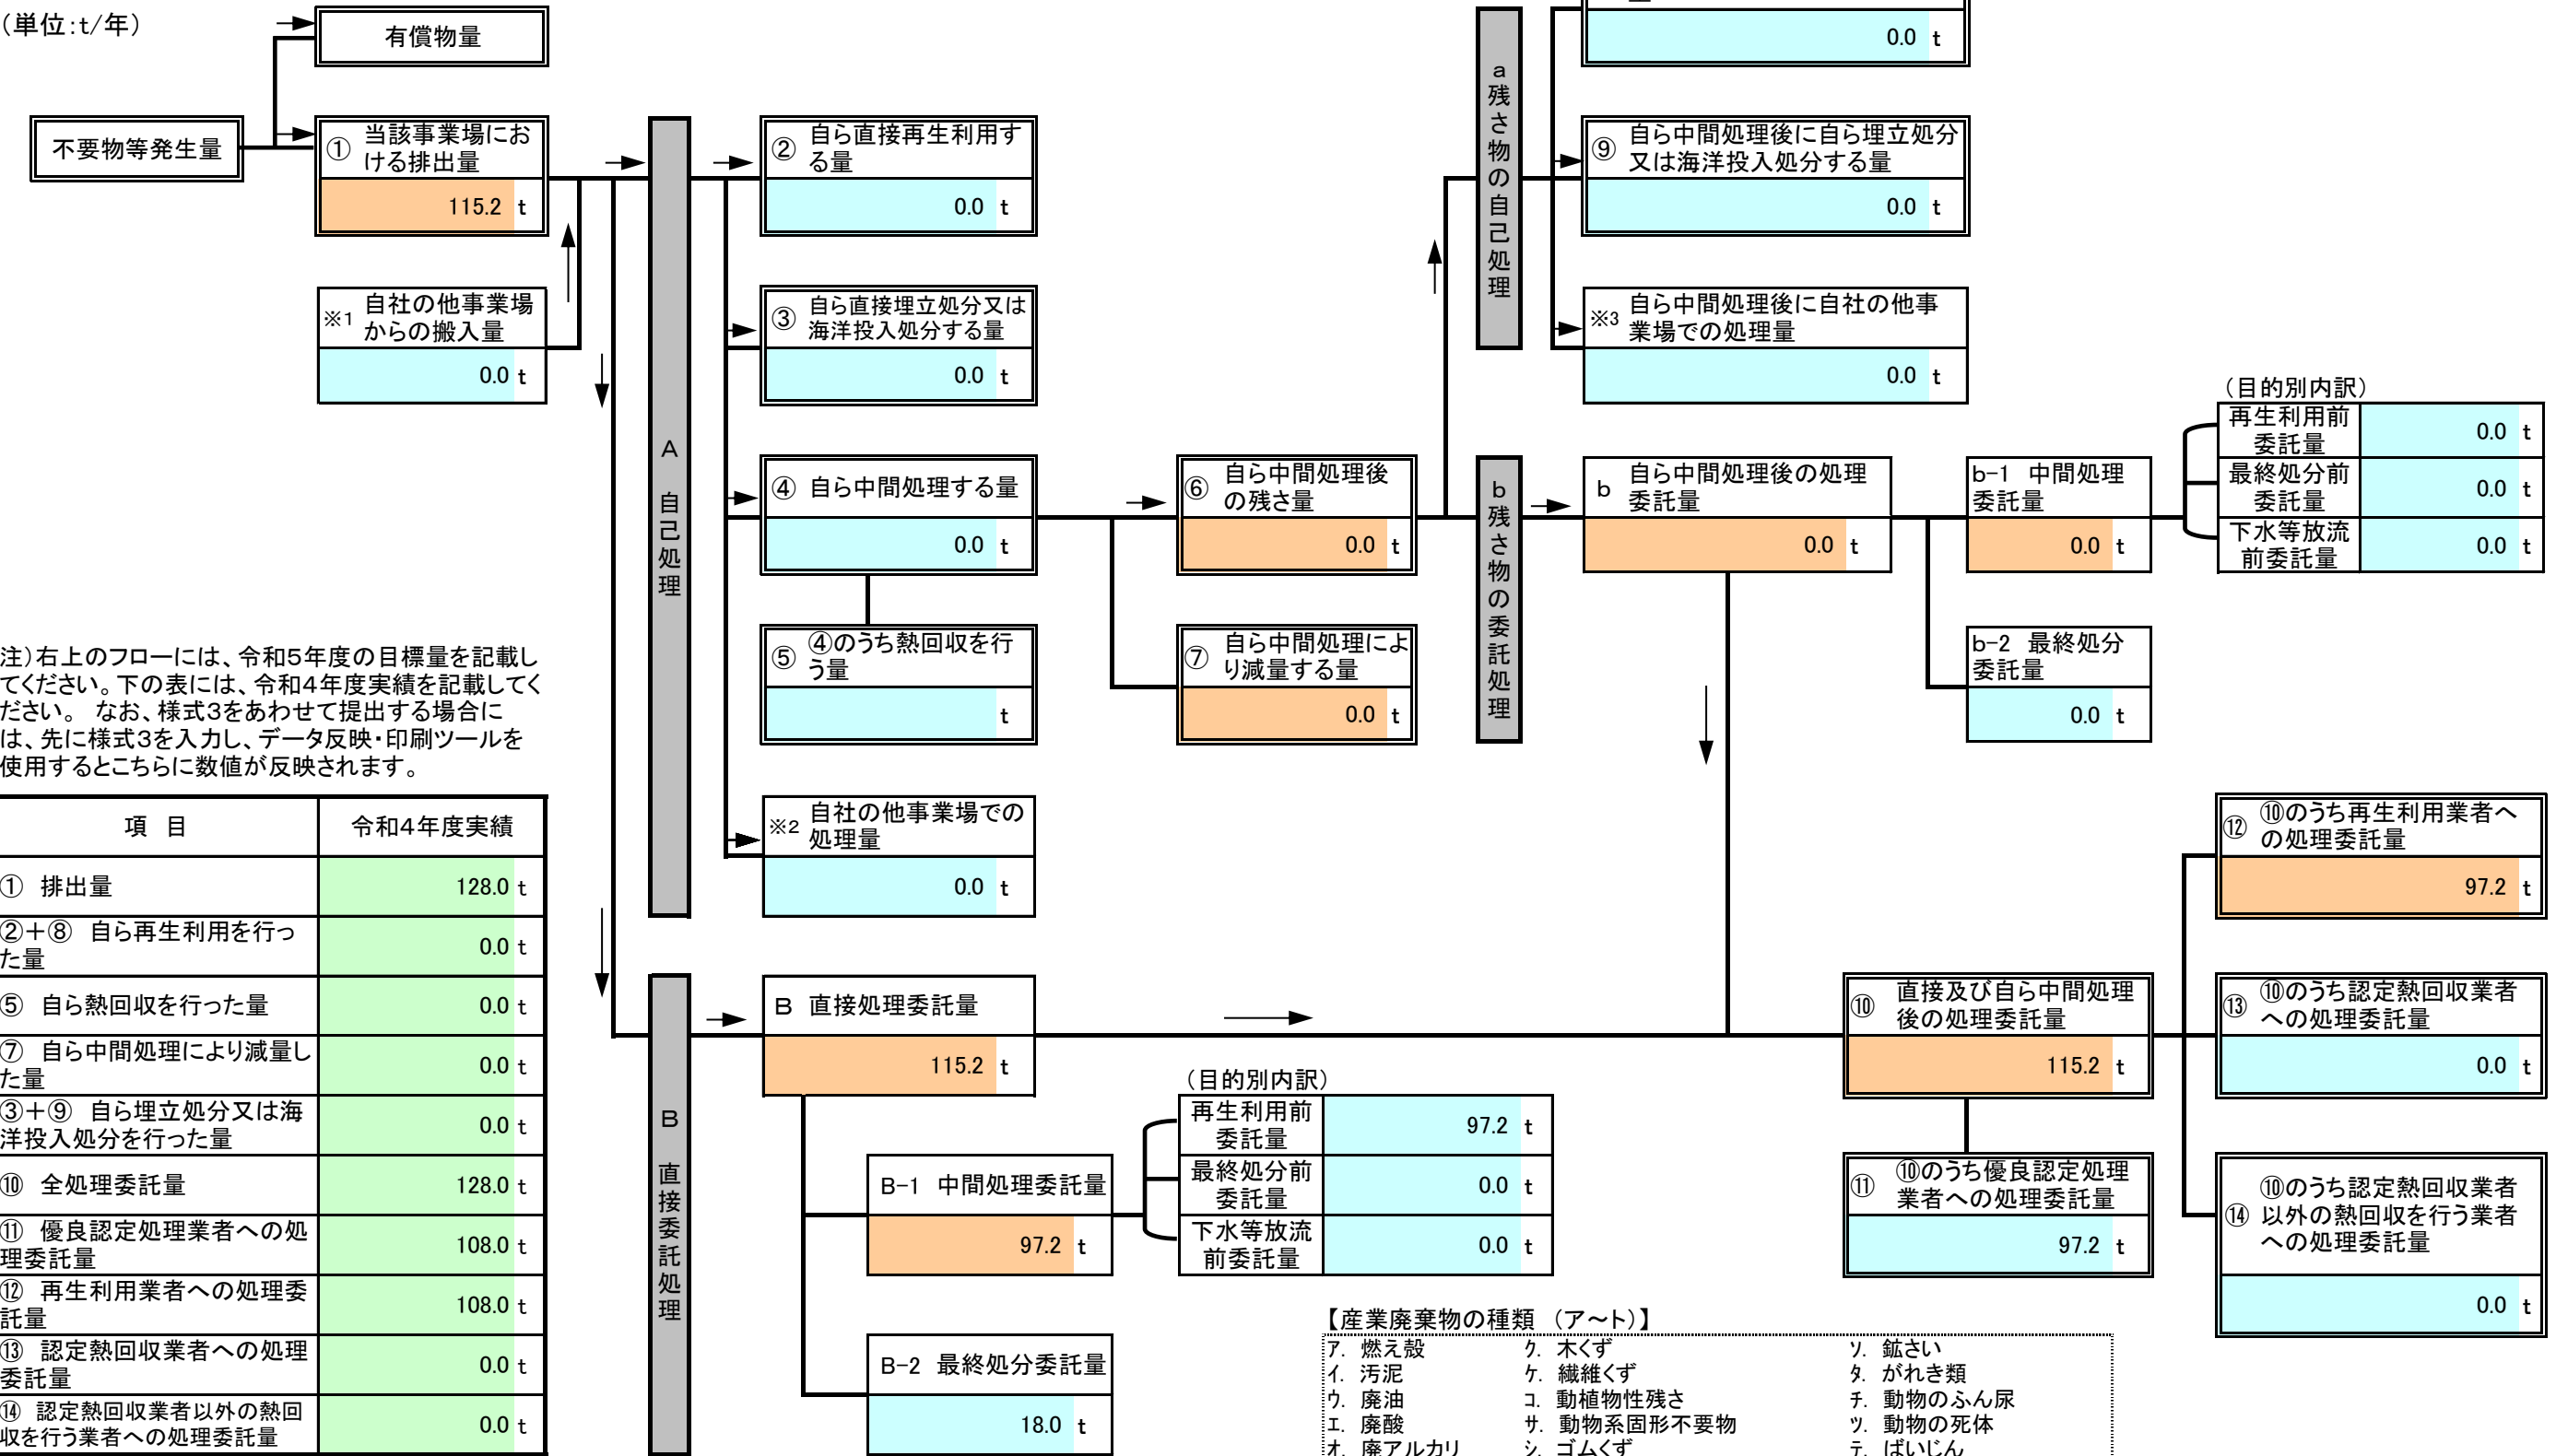 （単位：t/年）
有償物量
0.0 t
不要物等発生量
① 当該事業場にお
ける排出量
115.2 t
※1 自社の他事業場
からの搬入量
0.0 t
A 自己処理
② 自ら直接再生利用す
る量
0.0 t
③ 自ら直接埋立処分又は
海洋投入処分する量
0.0 t
④ 自ら中間処理する量
0.0 t
⑤ ④のうち熱回収を行
う量
t
※2 自社の他事業場での
処理量
0.0 t
⑥ 自ら中間処理後
の残さ量
0.0 t
⑦ 自ら中間処理によ
り減量する量
0.0 t
a 残さ物の自己処理
⑨ 自ら中間処理後に自ら埋立処分
又は海洋投入処分する量
0.0 t
※3 自ら中間処理後に自社の他事
業場での処理量
0.0 t
b 残さ物の委託処理
b 自ら中間処理後の処理
委託量
0.0 t
b-1 中間処理
委託量
0.0 t
b-2 最終処分
委託量
0.0 t
（目的別内訳）
再生利用前
委託量
0.0 t
最終処分前
委託量
0.0 t
下水等放流
前委託量
0.0 t
注）右上のフローには、令和５年度の目標量を記載し
てください。下の表には、令和４年度実績を記載してく
ださい。 なお、様式３をあわせて提出する場合に
は、先に様式３を入力し、データ反映・印刷ツールを
使用するとこちらに数値が反映されます。
項 目 令和４年度実績
① 排出量 128.0 t
②＋⑧ 自ら再生利用を行っ
た量 0.0 t
⑤ 自ら熱回収を行った量 0.0 t
⑦ 自ら中間処理により減量し
た量 0.0 t
③＋⑨ 自ら埋立処分又は海
洋投入処分を行った量 0.0 t
⑩ 全処理委託量 128.0 t
⑪ 優良認定処理業者への処
理委託量 108.0 t
⑫ 再生利用業者への処理委
託量 108.0 t
⑬ 認定熱回収業者への処理
委託量 0.0 t
⑭ 認定熱回収業者以外の熱回
収を行う業者への処理委託量 0.0 t
B 直接委託処理
B 直接処理委託量
115.2 t
B-1 中間処理委託量
97.2 t
B-2 最終処分委託量
18.0 t
（目的別内訳）
再生利用前
委託量
97.2 t
最終処分前
委託量
0.0 t
下水等放流
前委託量
0.0 t
⑩ 直接及び自ら中間処理
後の処理委託量
115.2 t
⑪ ⑩のうち優良認定処理
業者への処理委託量
97.2 t
⑫ ⑩のうち再生利用業者へ
の処理委託量
97.2 t
⑬ ⑩のうち認定熱回収業者
への処理委託量
0.0 t
⑭ ⑩のうち認定熱回収業者
以外の熱回収を行う業者
への処理委託量
0.0 t
【産業廃棄物の種類 （ア～ト）】
ｱ. 燃え殻 ｸ. 木くず ｿ. 鉱さい
ｲ. 汚泥 ｹ. 繊維くず ﾀ. がれき類
ｳ. 廃油 ｺ. 動植物性残さ ﾁ. 動物のふん尿
ｴ. 廃酸 ｻ. 動物系固形不要物 ﾂ. 動物の死体
ｵ. 廃アルカリ ｼ. ゴムくず ﾃ. ばいじん